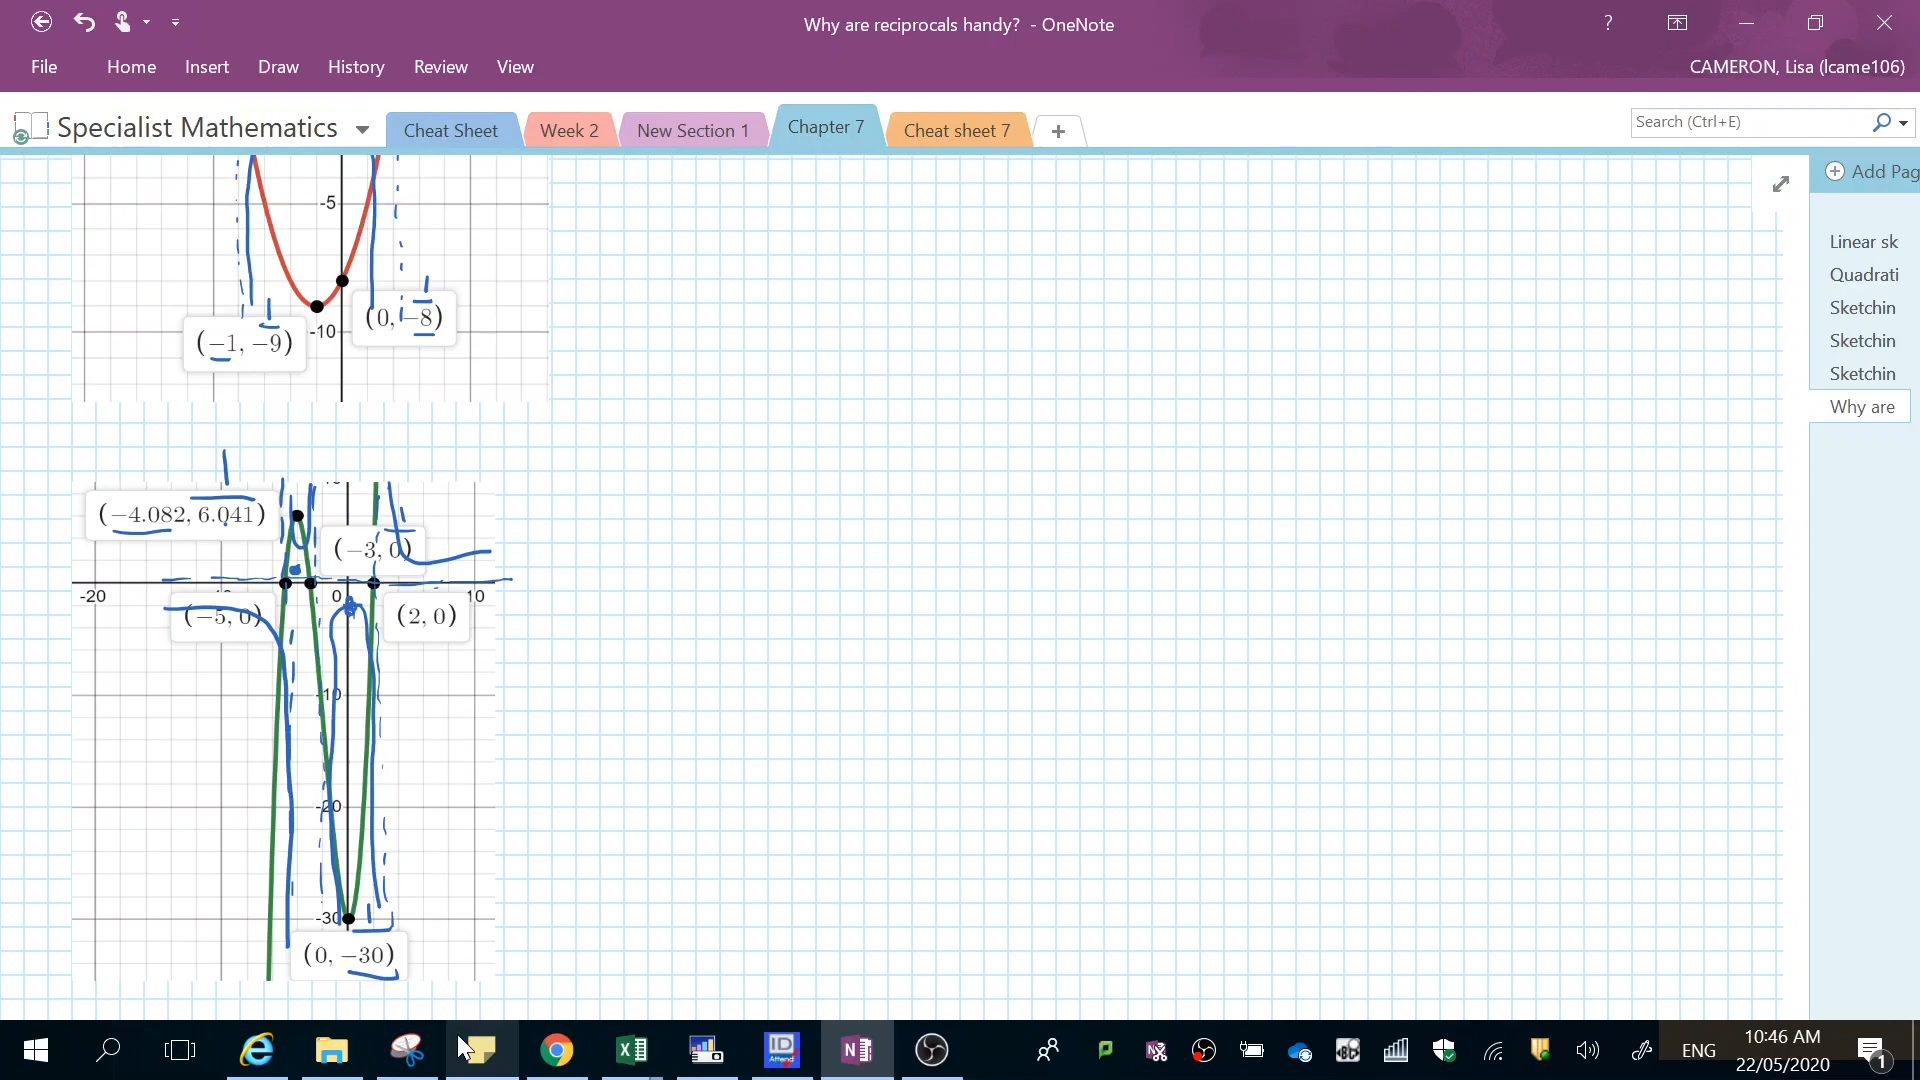 Why are reciprocals handy? - OneNote
?
File Home Insert Draw History Review View
CAMERON, Lisa (lcame106)
Specialist Mathematics
Cheat Sheet
Week 2
New Section 1
Chapter 7
Cheat sheet 7
Search (Ctrl+E)
Add Pag
Linear sk
Quadrati
Sketchin
Sketchin
Sketchin
Why are
-5
(0, −8)
-10
(−1, −9)
(−4.082, 6.041)
(−3, 0)
-20
0
10
(−5, 0)
(2, 0)
-10
-20
-30
(0, −30)
ID
Attend
ENG
10:46 AM
22/05/2020
1